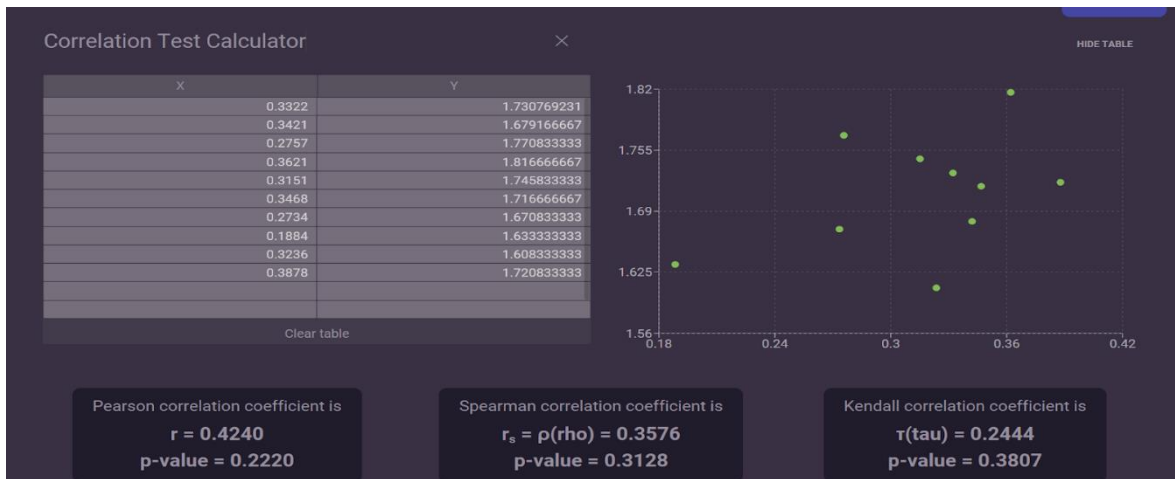 Correlation Test Calculator
HIDE TABLE
X Y
0.3322 1.730769231
0.3421 1.679166667
0.2757 1.770833333
0.3621 1.816666667
0.3151 1.745833333
0.3468 1.716666667
0.2734 1.670833333
0.1884 1.633333333
0.3236 1.608333333
0.3878 1.720833333
Clear table
1.82
1.755
1.69
1.625
1.56
0.18 0.24 0.3 0.36 0.42
Pearson correlation coefficient is
r = 0.4240
p-value = 0.2220
Spearman correlation coefficient is
rₛ = ρ(rho) = 0.3576
p-value = 0.3128
Kendall correlation coefficient is
τ(tau) = 0.2444
p-value = 0.3807